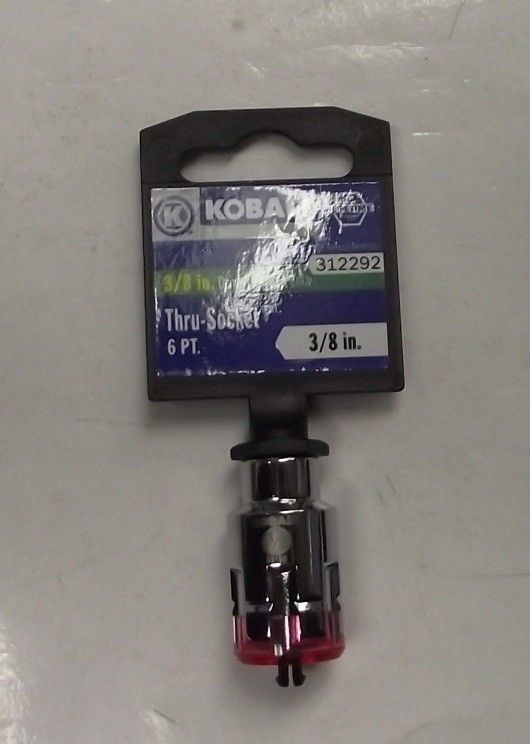 K KOBA
312292
3/8 in.
Thru-Socket
6 PT.
3/8 in.